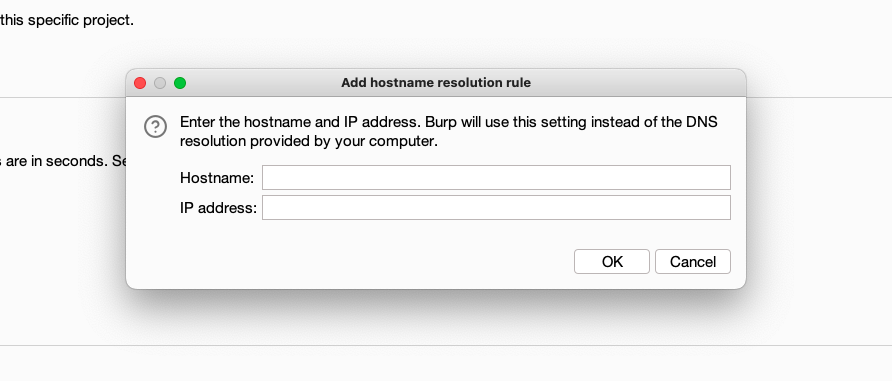 this specific project.
Add hostname resolution rule
Enter the hostname and IP address. Burp will use this setting instead of the DNS
resolution provided by your computer.
are in seconds. Se
Hostname:
IP address:
OK Cancel